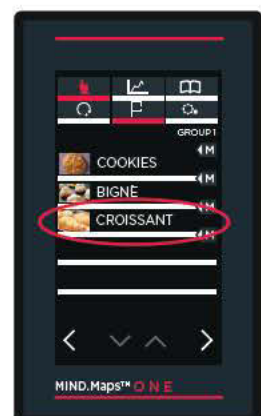 GROUP 1
M
COOKIES
M
BIGNÈ
M
CROISSANT
M
MIND.Maps™ ONE